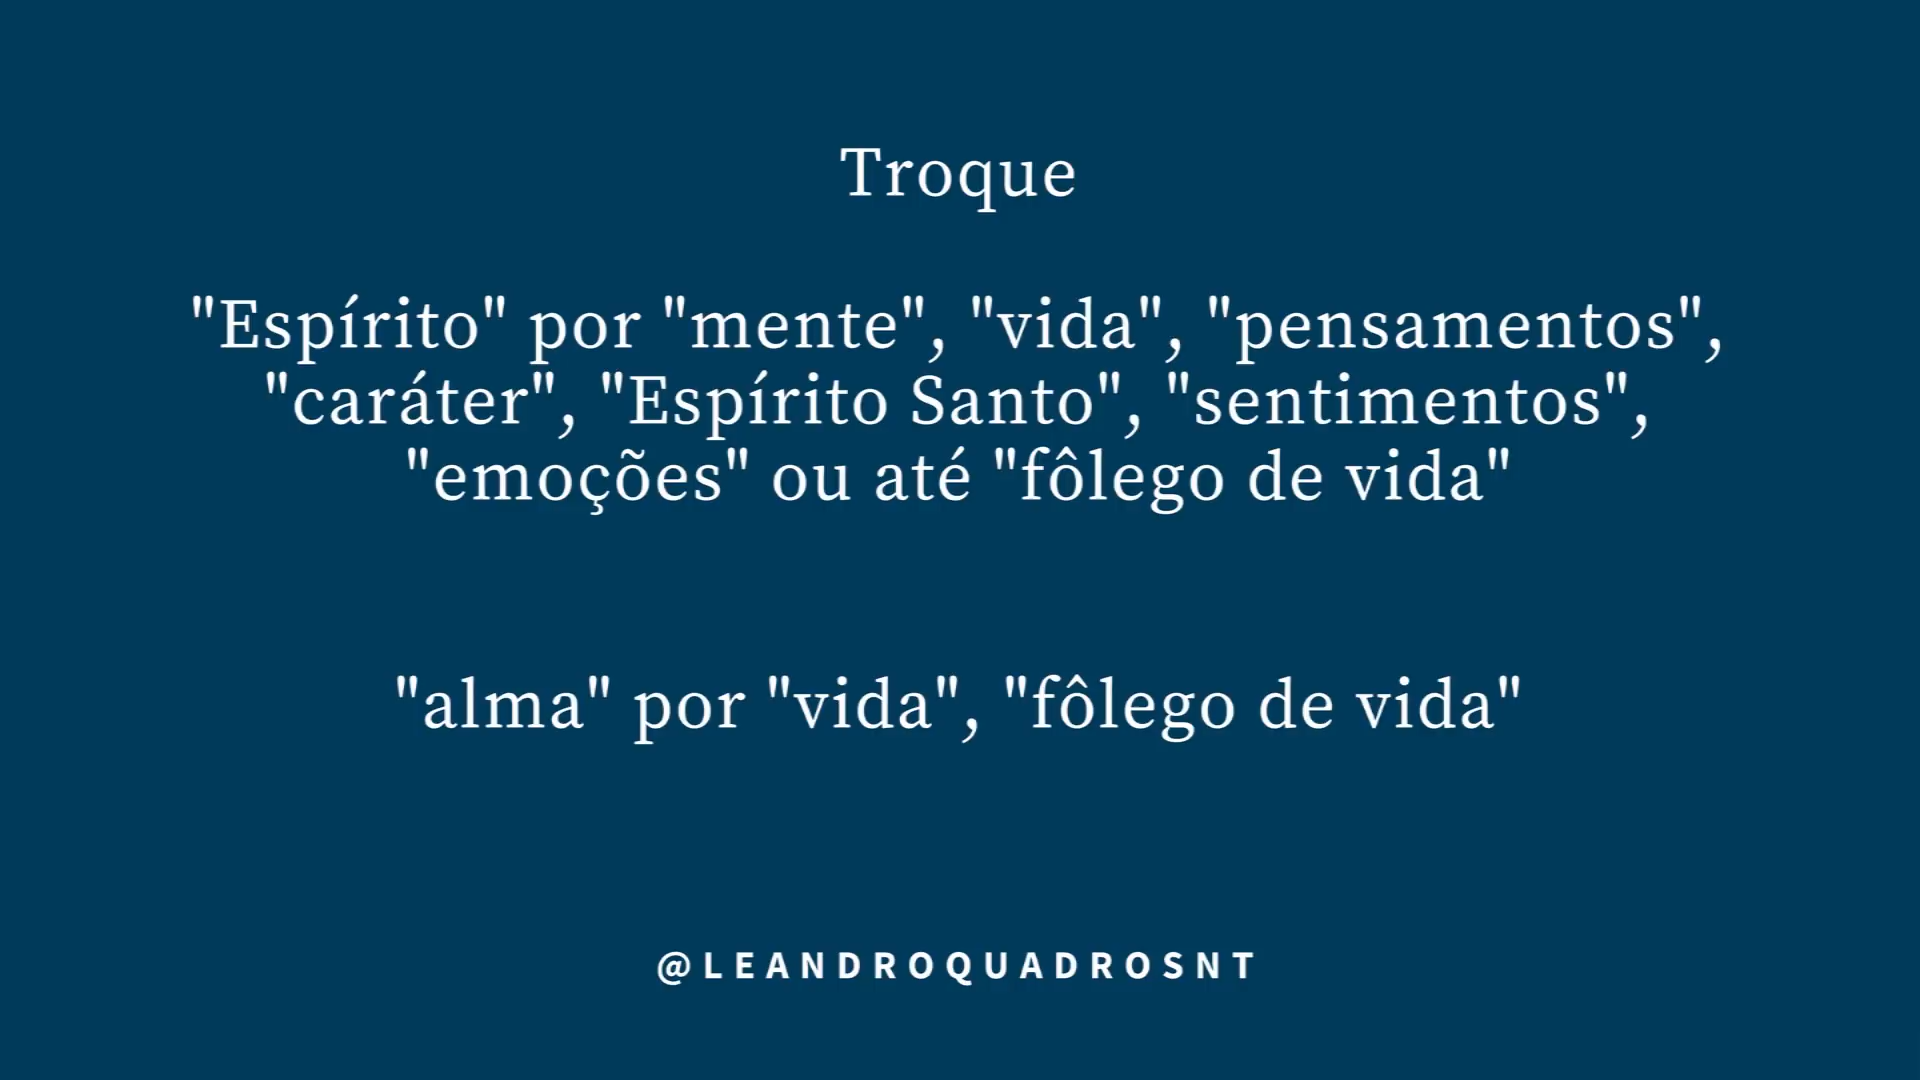 Troque
"Espírito" por "mente", "vida", "pensamentos",
"caráter", "Espírito Santo", "sentimentos",
"emoções" ou até "fôlego de vida"
"alma" por "vida", "fôlego de vida"
@LEANDROQUADROSNT